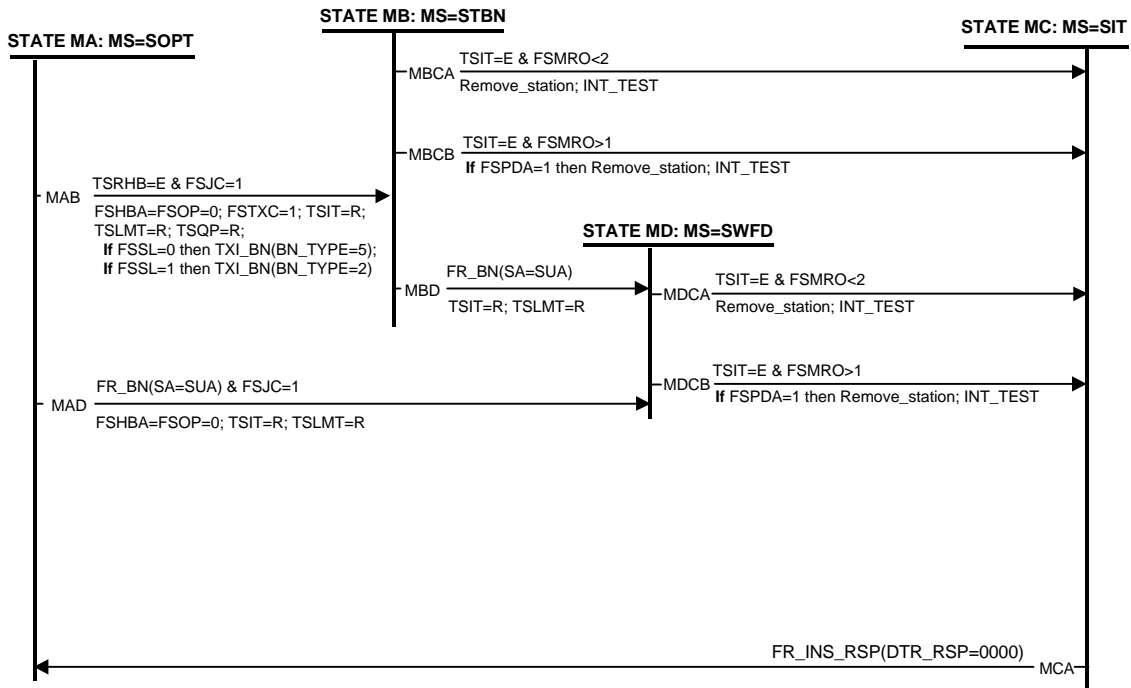 STATE MA: MS=SOPT
STATE MB: MS=STBN
STATE MC: MS=SIT
MBCA
TSIT=E & FSMRO<2
Remove_station; INT_TEST
MBCB
TSIT=E & FSMRO>1
If FSPDA=1 then Remove_station; INT_TEST
MAB
TSRHB=E & FSJC=1
FSHBA=FSOP=0; FSTXC=1; TSIT=R;
TSLMT=R; TSQP=R;
If FSSL=0 then TXI_BN(BN_TYPE=5);
If FSSL=1 then TXI_BN(BN_TYPE=2)
STATE MD: MS=SWFD
MBD
FR_BN(SA=SUA)
TSIT=R; TSLMT=R
MDCA
TSIT=E & FSMRO<2
Remove_station; INT_TEST
MDCB
TSIT=E & FSMRO>1
If FSPDA=1 then Remove_station; INT_TEST
MAD
FR_BN(SA=SUA) & FSJC=1
FSHBA=FSOP=0; TSIT=R; TSLMT=R
FR_INS_RSP(DTR_RSP=0000)
MCA